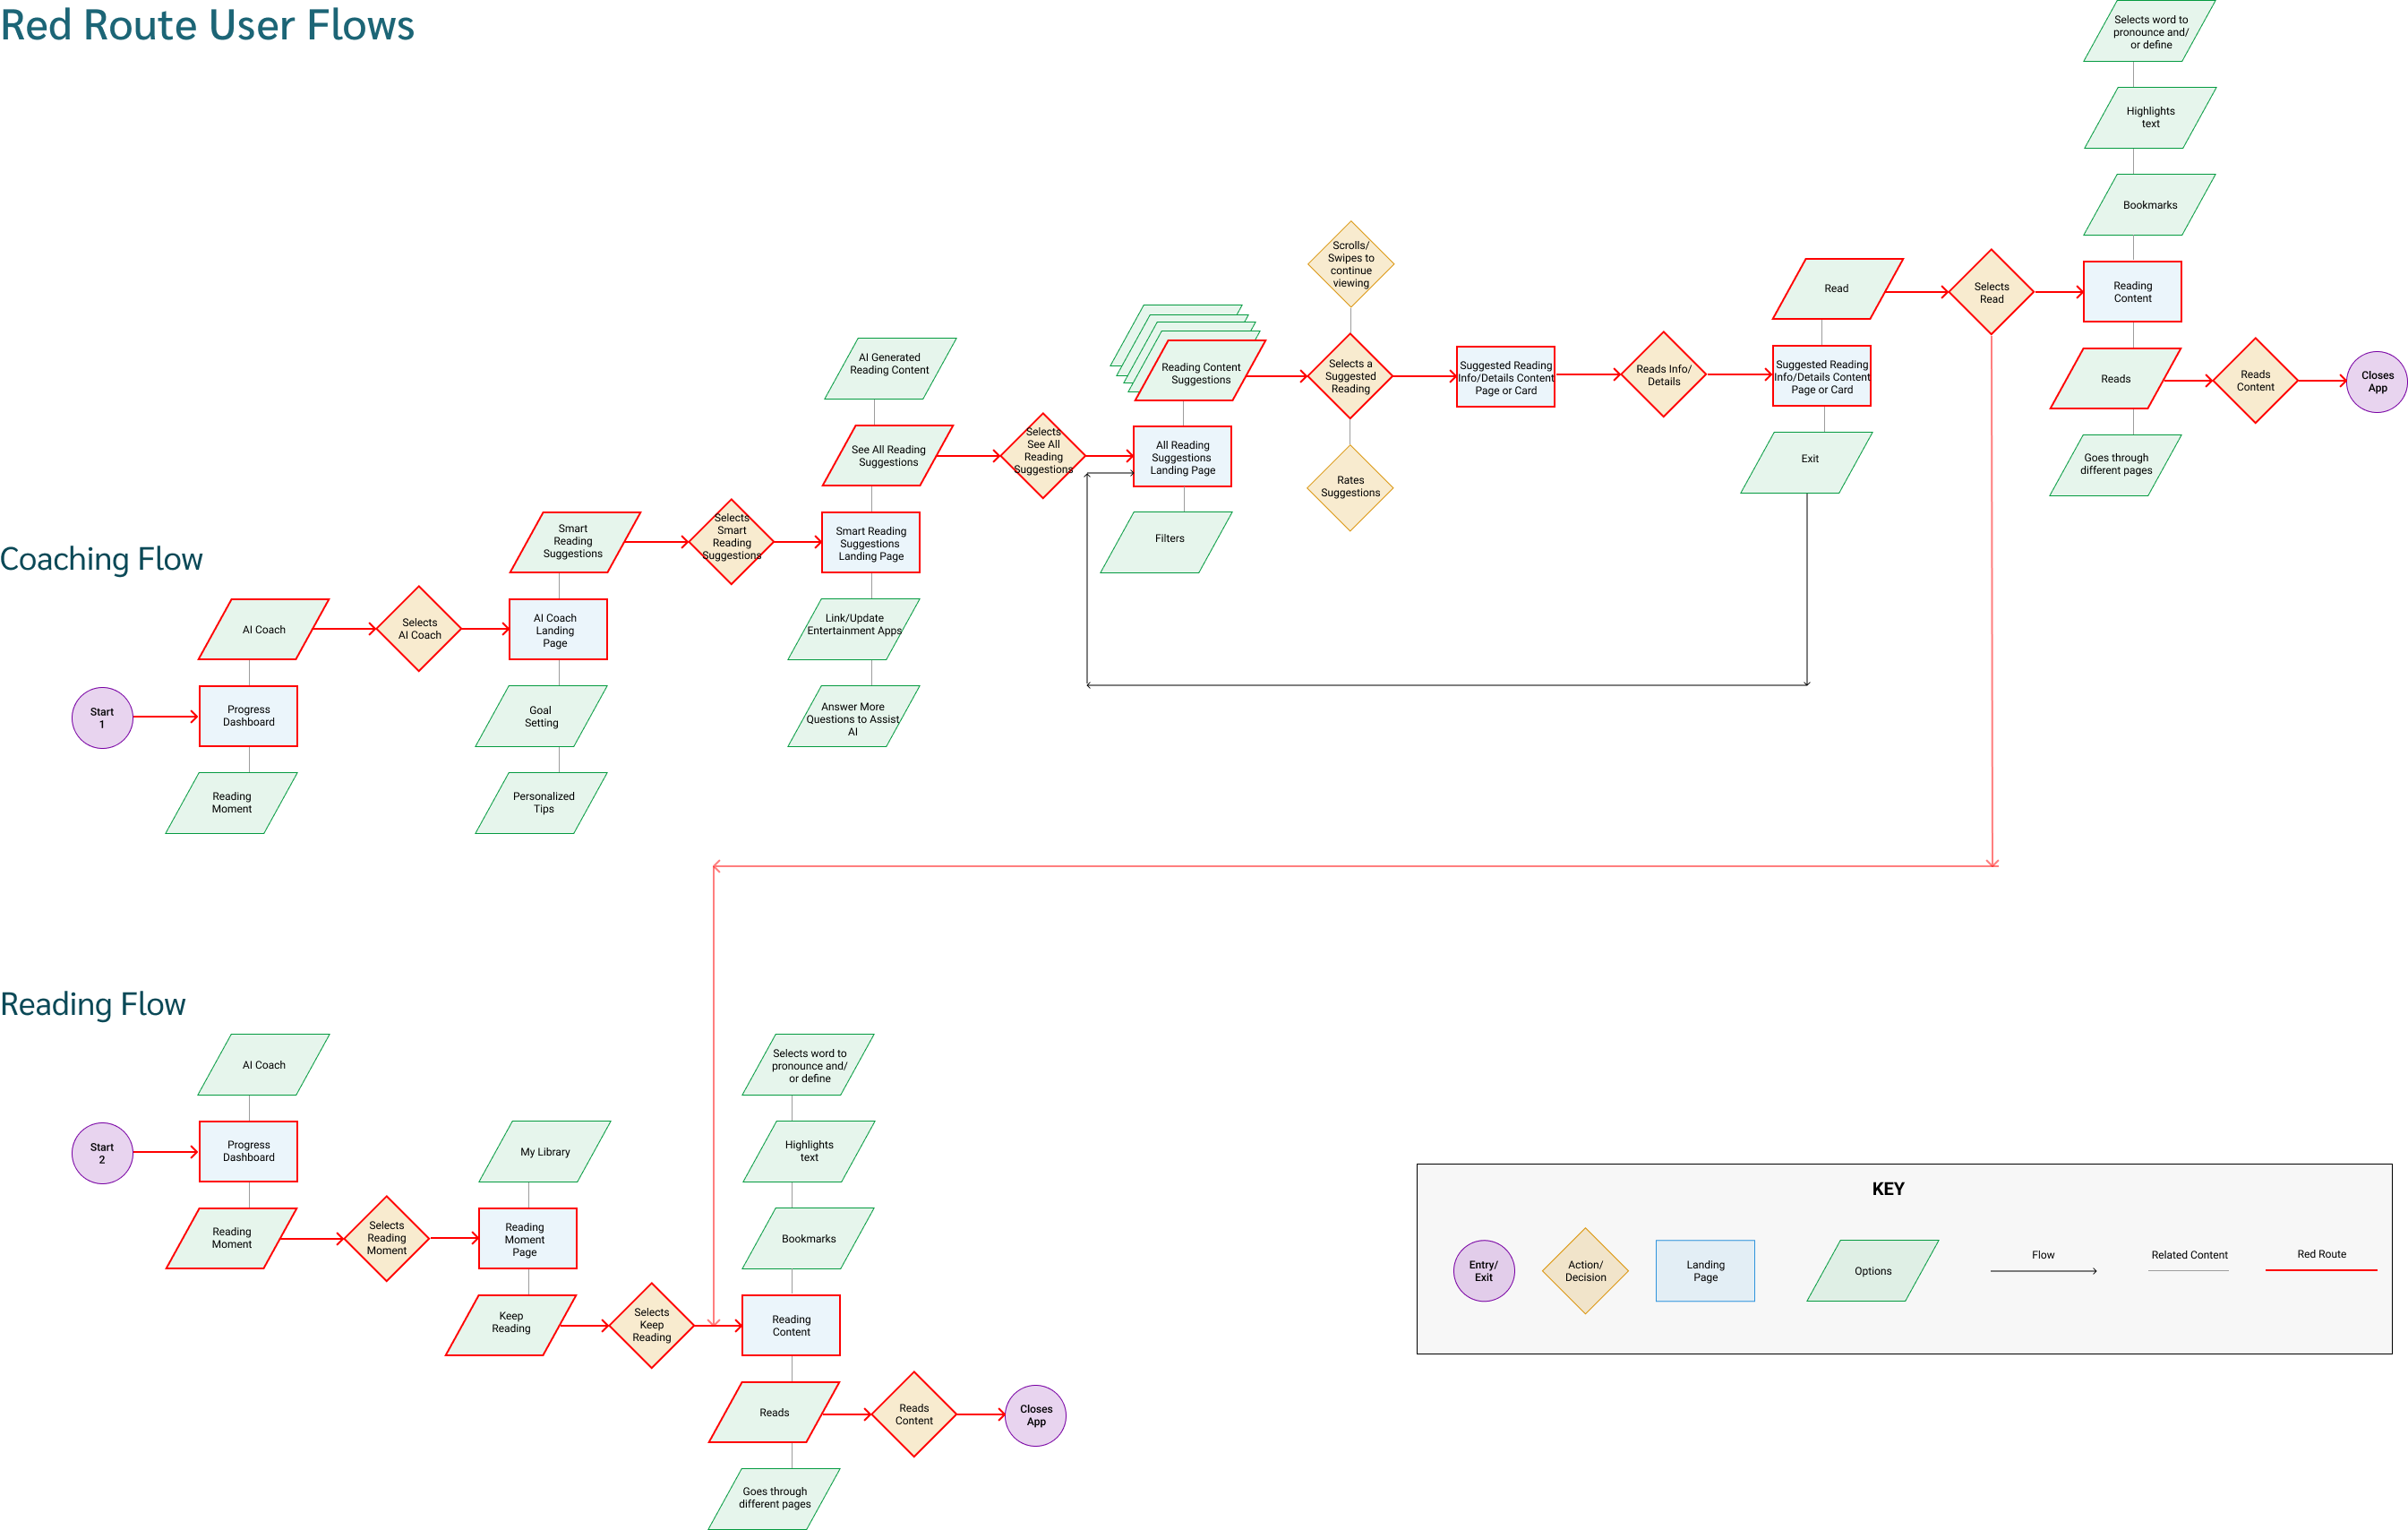 Red Route User Flows
Selects word to
pronounce and/
or define
Highlights
text
Bookmarks
Scrolls/
Swipes to
continue
viewing
Read
Selects
Read
Reading
Content
AI Generated
Reading Content
Reading Content
Suggestions
Selects a
Suggested
Reading
Suggested Reading
Info/Details Content
Page or Card
Reads Info/
Details
Suggested Reading
Info/Details Content
Page or Card
Reads
Reads
Content
Closes
App
See All Reading
Suggestions
Selects
See All
Reading
Suggestions
All Reading
Suggestions
Landing Page
Rates
Suggestions
Exit
Goes through
different pages
Coaching Flow
Smart
Reading
Suggestions
Selects
Smart
Reading
Suggestions
Smart Reading
Suggestions
Landing Page
Filters
AI Coach
Selects
AI Coach
AI Coach
Landing
Page
Link/Update
Entertainment Apps
Start
1
Progress
Dashboard
Goal
Setting
Answer More
Questions to Assist
AI
Reading
Moment
Personalized
Tips
Reading Flow
AI Coach
Selects word to
pronounce and/
or define
Start
2
Progress
Dashboard
My Library
Highlights
text
Reading
Moment
Selects
Reading
Moment
Reading
Moment
Page
Bookmarks
Keep
Reading
Selects
Keep
Reading
Reading
Content
Reads
Reads
Content
Closes
App
Goes through
different pages
KEY
Entry/
Exit
Action/
Decision
Landing
Page
Options
Flow
Related Content
Red Route